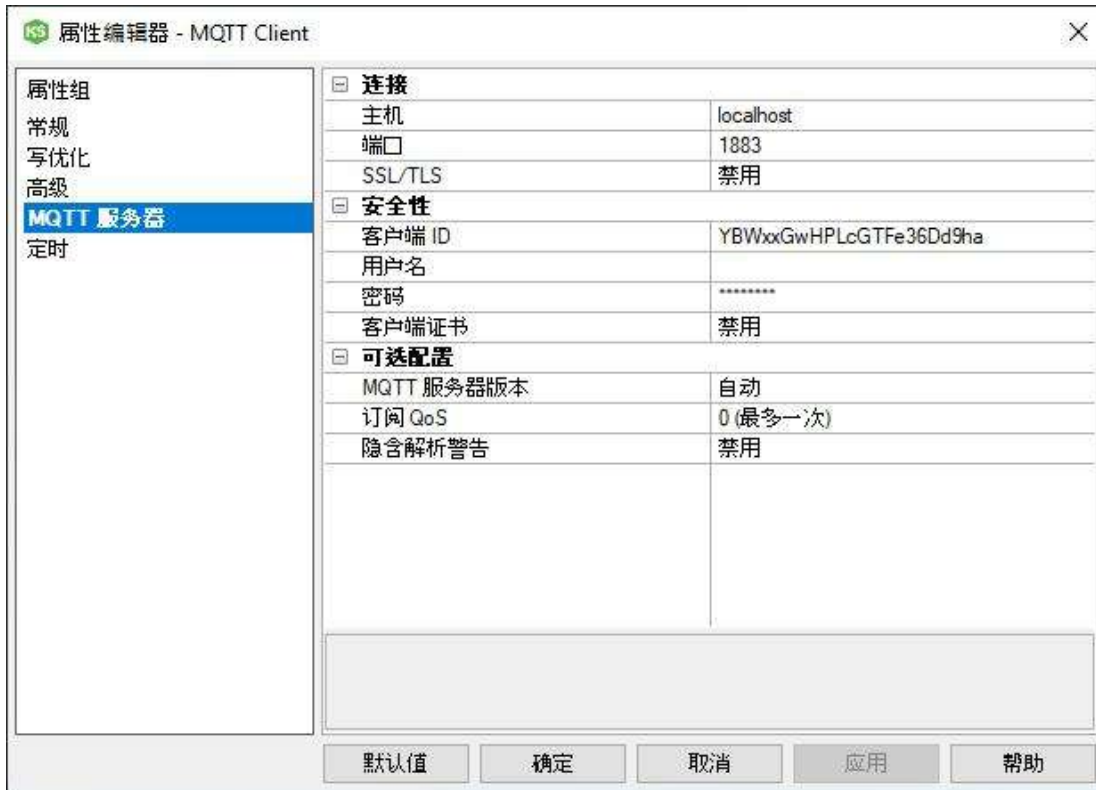 KS 属性编辑器 - MQTT Client
属性组
常规
写优化
高级
MQTT 服务器
定时
连接
主机 localhost
端口 1883
SSL/TLS 禁用
安全性
客户端 ID YBWxxGwHPLcGTFe36Dd9ha
用户名
密码 ********
客户端证书 禁用
可选配置
MQTT 服务器版本 自动
订阅 QoS 0 (最多一次)
隐含解析警告 禁用
默认值 确定 取消 应用 帮助